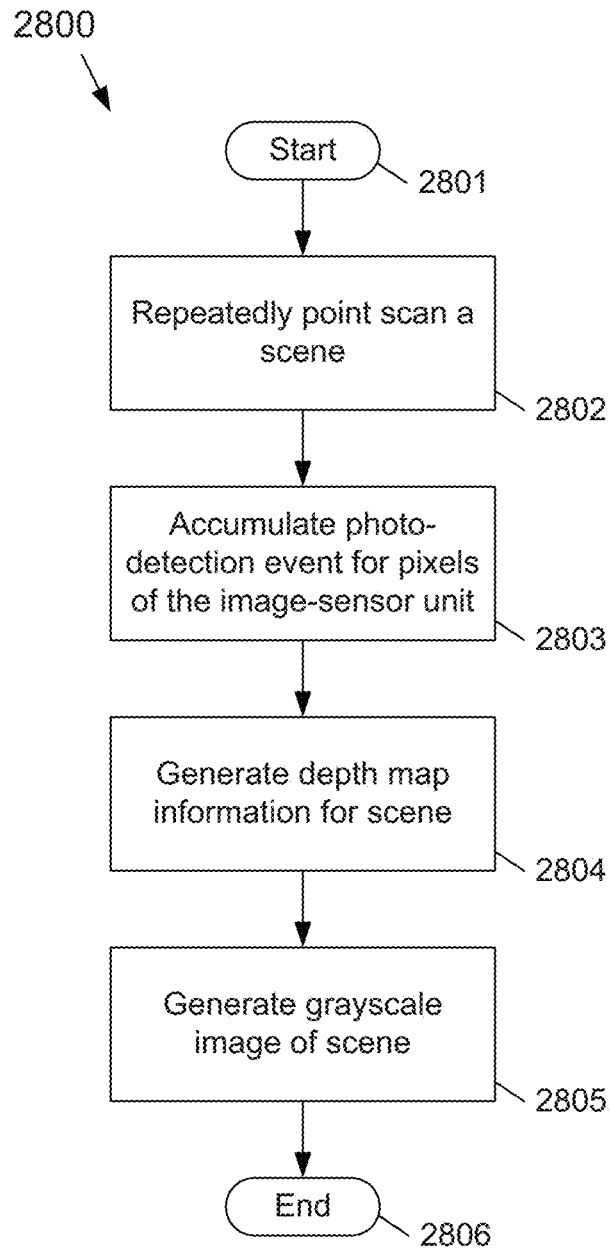 2800
Start
2801
Repeatedly point scan a
scene
2802
Accumulate photo-
detection event for pixels
of the image-sensor unit
2803
Generate depth map
information for scene
2804
Generate grayscale
image of scene
2805
End
2806